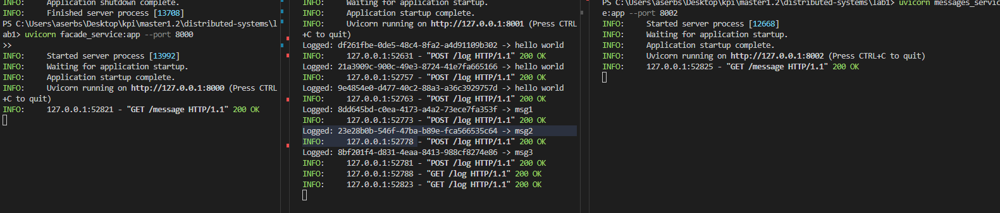 INFO:     Application shutdown complete.
INFO:     Finished server process [13708]
PS C:\Users\aserbs\Desktop\kpi\master1.2\distributed-systems\l
ab1> uvicorn facade_service:app --port 8000
>>
INFO:     Started server process [13992]
INFO:     Waiting for application startup.
INFO:     Application startup complete.
INFO:     Uvicorn running on http://127.0.0.1:8000 (Press CTRL
+C to quit)
INFO:     127.0.0.1:52821 - "GET /message HTTP/1.1" 200 OK
INFO:     Waiting for application startup.
INFO:     Application startup complete.
INFO:     Uvicorn running on http://127.0.0.1:8001 (Press CTRL
+C to quit)
Logged: df261fbe-0de5-48c4-8fa2-a4d91109b302 -> hello world
INFO:     127.0.0.1:52631 - "POST /log HTTP/1.1" 200 OK
Logged: 21a3909c-900c-49e3-8724-41e7fa665166 -> hello world
INFO:     127.0.0.1:52757 - "POST /log HTTP/1.1" 200 OK
Logged: 9e4854e0-d477-40c2-88a3-a36c3929757d -> hello world
INFO:     127.0.0.1:52763 - "POST /log HTTP/1.1" 200 OK
Logged: 8dd645bd-c0ea-4173-a4a2-73ece7fa353f -> msg1
INFO:     127.0.0.1:52773 - "POST /log HTTP/1.1" 200 OK
Logged: 23e28b0b-546f-47ba-b89e-fca566535c64 -> msg2
INFO:     127.0.0.1:52778 - "POST /log HTTP/1.1" 200 OK
Logged: 8bf201f4-d831-4eaa-8413-988cf8274e86 -> msg3
INFO:     127.0.0.1:52781 - "POST /log HTTP/1.1" 200 OK
INFO:     127.0.0.1:52788 - "GET /log HTTP/1.1" 200 OK
INFO:     127.0.0.1:52823 - "GET /log HTTP/1.1" 200 OK
PS C:\Users\aserbs\Desktop\kpi\master1.2\distributed-systems\lab1> uvicorn messages_servic
e:app --port 8002
INFO:     Started server process [12668]
INFO:     Waiting for application startup.
INFO:     Application startup complete.
INFO:     Uvicorn running on http://127.0.0.1:8002 (Press CTRL+C to quit)
INFO:     127.0.0.1:52825 - "GET /message HTTP/1.1" 200 OK